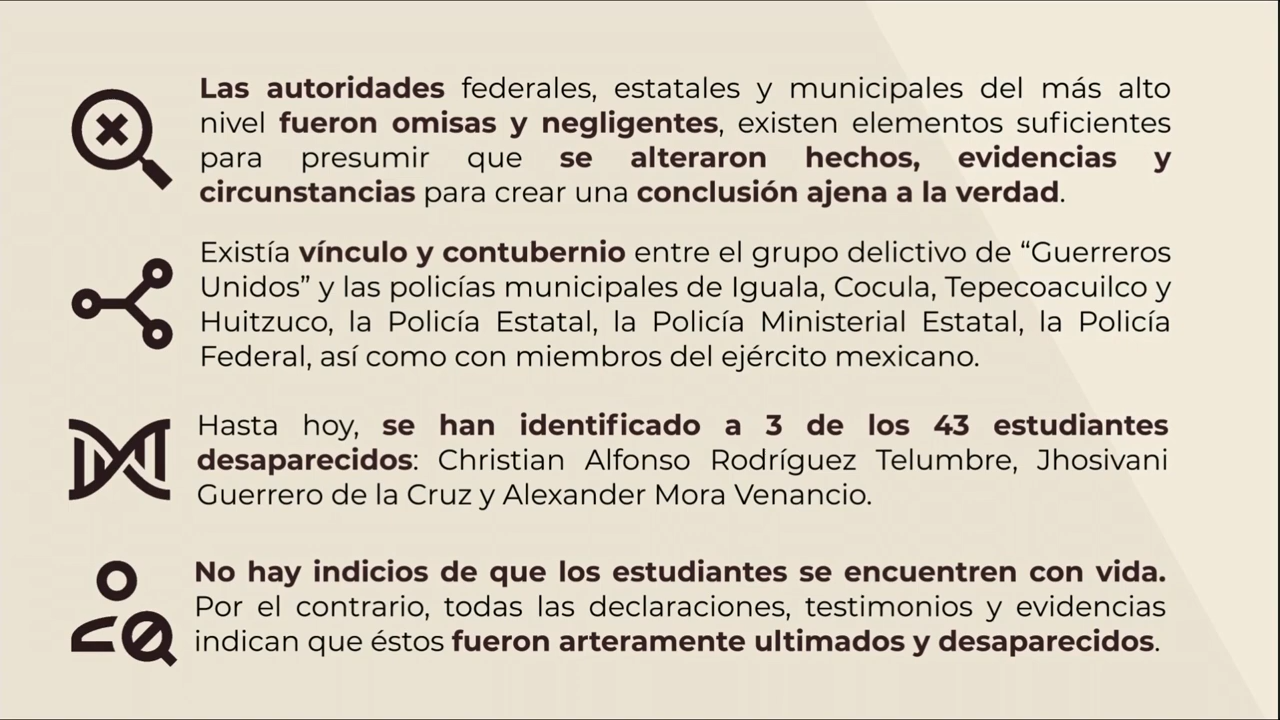 Las autoridades federales, estatales y municipales del más alto
nivel fueron omisas y negligentes, existen elementos suficientes
para presumir que se alteraron hechos, evidencias y
circunstancias para crear una conclusión ajena a la verdad.
Existía vínculo y contubernio entre el grupo delictivo de “Guerreros
Unidos” y las policías municipales de Iguala, Cocula, Tepecoacuilco y
Huitzuco, la Policía Estatal, la Policía Ministerial Estatal, la Policía
Federal, así como con miembros del ejército mexicano.
Hasta hoy, se han identificado a 3 de los 43 estudiantes
desaparecidos: Christian Alfonso Rodríguez Telumbre, Jhosivani
Guerrero de la Cruz y Alexander Mora Venancio.
No hay indicios de que los estudiantes se encuentren con vida.
Por el contrario, todas las declaraciones, testimonios y evidencias
indican que éstos fueron arteramente ultimados y desaparecidos.